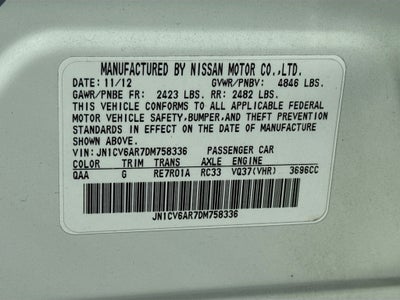 MANUFACTURED BY NISSAN MOTOR CO.,LTD.
DATE: 11/12 GVWR/PNBV: 4846 LBS.
GAWR/PNBE FR: 2423 LBS. RR: 2482 LBS.
THIS VEHICLE CONFORMS TO ALL APPLICABLE FEDERAL
MOTOR VEHICLE SAFETY, BUMPER, AND THEFT PREVENTION
STANDARDS IN EFFECT ON THE DATE OF MANUFACTURE
SHOWN ABOVE.
VIN: JN1CV6AR7DM758336 PASSENGER CAR
COLOR TRIM TRANS AXLE ENGINE
QAA G RE7R01A RC33 VQ37(VHR) 3696CC
JN1CV6AR7DM758336